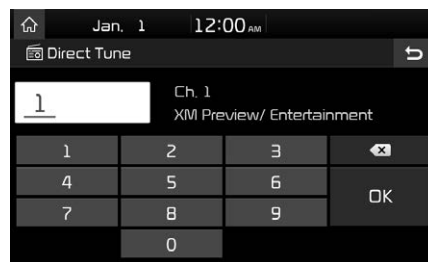 Jan. 1 12:00 AM
Direct Tune
1
Ch. 1
XM Preview/ Entertainment
1 2 3
4 5 6
OK
7 8 9
0